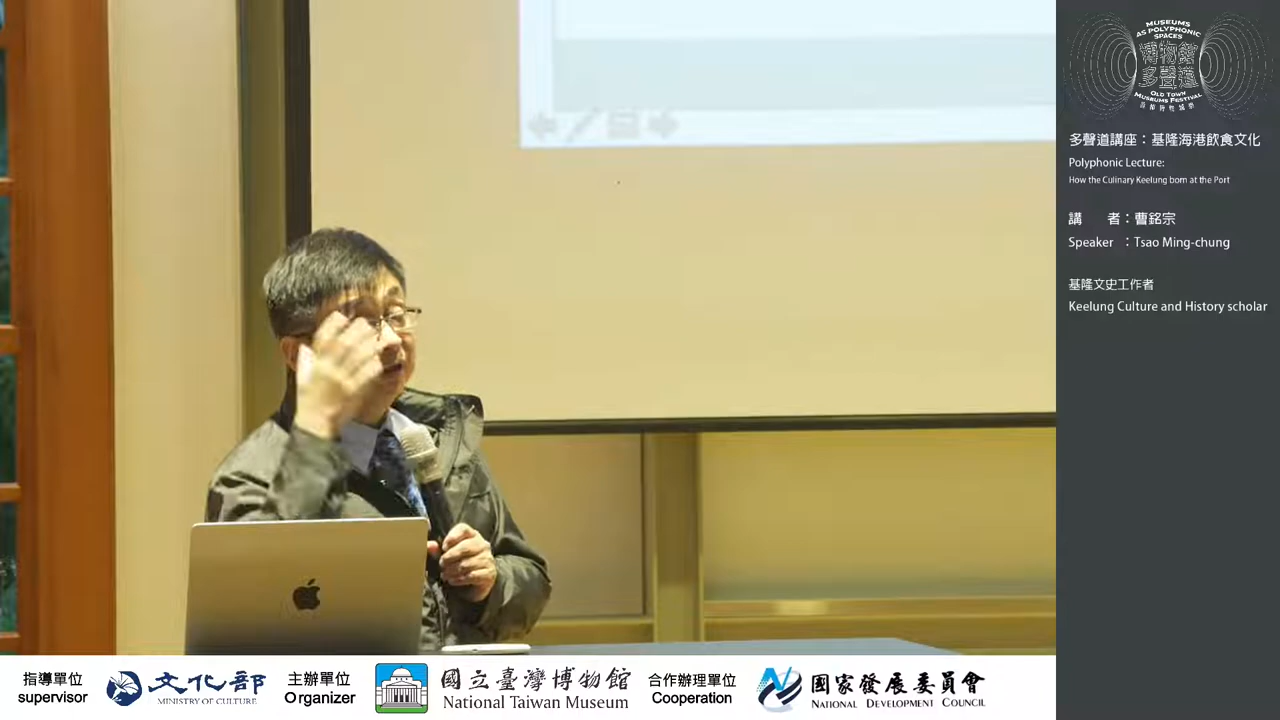 MUSEUMS
AS POLYPHONIC
SPACES
博物館
多聲道
OLD TOWN
MUSEUMS FESTIVAL
多聲道講座：基隆海港飲食文化
Polyphonic Lecture:
How the Culinary Keelung born at the Port
講 者：曹銘宗
Speaker ：Tsao Ming-chung
基隆文史工作者
Keelung Culture and History scholar
指導單位
supervisor
文化部
MINISTRY OF CULTURE
主辦單位
Organizer
國立臺灣博物館
National Taiwan Museum
合作辦理單位
Cooperation
國家發展委員會
NATIONAL DEVELOPMENT COUNCIL